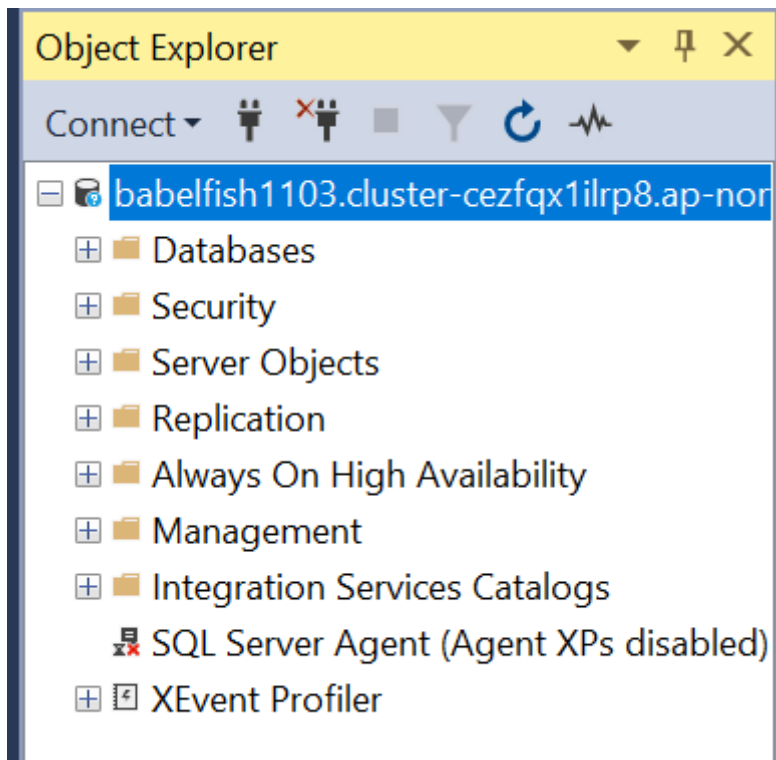 Object Explorer
Connect
babelfish1103.cluster-cezfqx1ilrp8.ap-nor
Databases
Security
Server Objects
Replication
Always On High Availability
Management
Integration Services Catalogs
SQL Server Agent (Agent XPs disabled)
XEvent Profiler